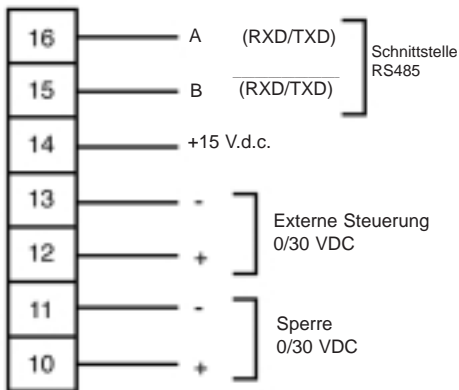 16 A (RXD/TXD)
Schnittstelle
RS485
15 B (RXD/TXD)
14 +15 V.d.c.
13 -
Externe Steuerung
0/30 VDC
12 +
11 -
Sperre
0/30 VDC
10 +